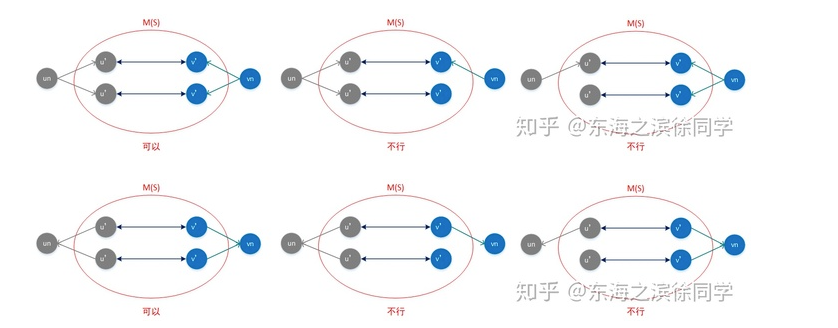 M(S) M(S) M(S)
un u' v' vn un u' v' vn un u' v' vn
u' v' u' v' u' v'
知乎 @东海之滨徐同学
可以 不行 不行
M(S) M(S) M(S)
un u' v' vn un u' v' vn un u' v' vn
u' v' u' v' u' v'
知乎 @东海之滨徐同学
可以 不行 不行